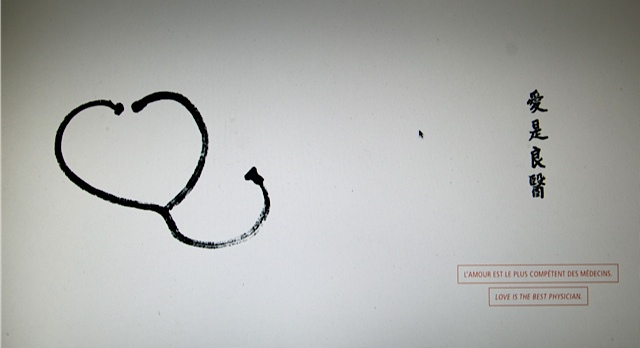 愛是良醫
L'AMOUR EST LE PLUS COMPÉTENT DES MÉDECINS.
LOVE IS THE BEST PHYSICIAN.